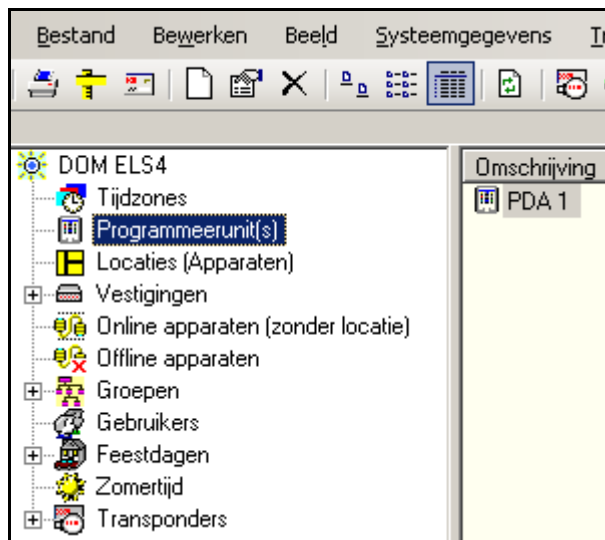 Bestand Bewerken Beeld Systeemgegevens
DOM ELS4
Omschrijving
Tijdzones
PDA 1
Programmeerunit(s)
Locaties (Apparaten)
Vestigingen
Online apparaten (zonder locatie)
Offline apparaten
Groepen
Gebruikers
Feestdagen
Zomertijd
Transponders